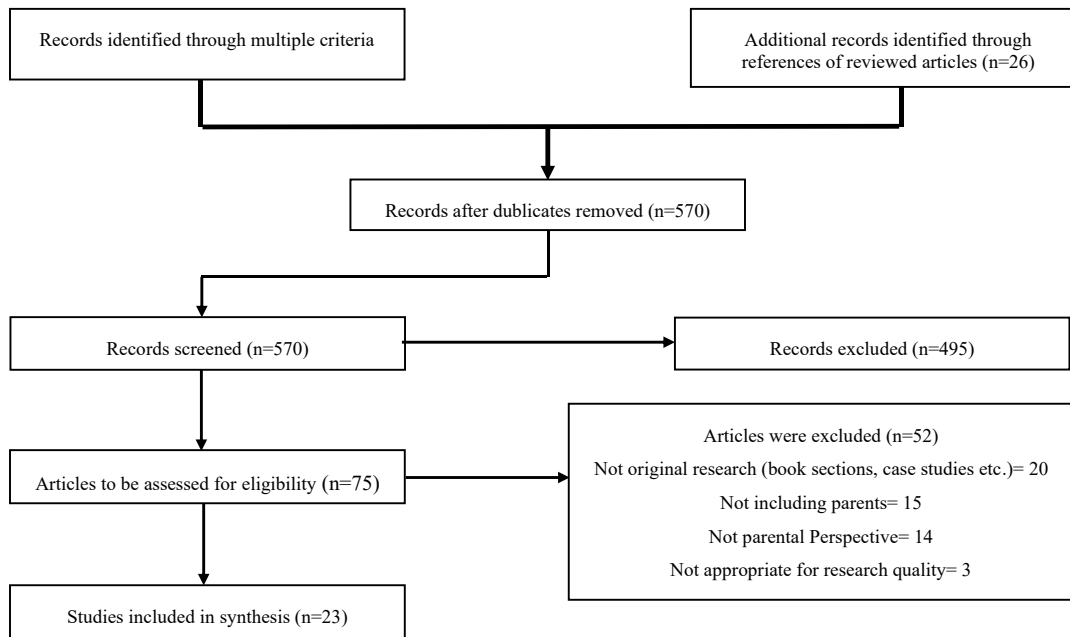 Records identified through multiple criteria
Additional records identified through
references of reviewed articles (n=26)
Records after dublicates removed (n=570)
Records screened (n=570)
Records excluded (n=495)
Articles to be assessed for eligibility (n=75)
Articles were excluded (n=52)
Not original research (book sections, case studies etc.)= 20
Not including parents= 15
Not parental Perspective= 14
Not appropriate for research quality= 3
Studies included in synthesis (n=23)